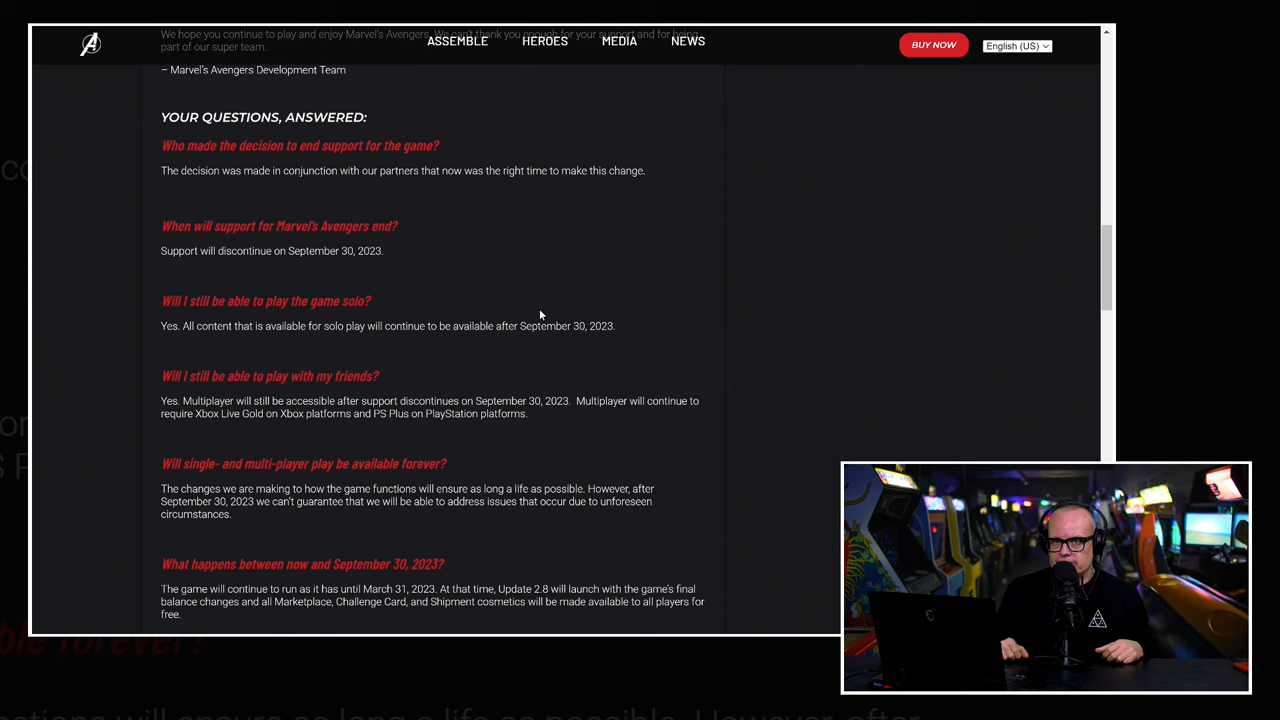 We hope you continue to play and enjoy Marvel's Avengers. We can't thank you enough for your support and for being
part of our super team.
ASSEMBLE HEROES MEDIA NEWS
BUY NOW
English (US)
– Marvel's Avengers Development Team
YOUR QUESTIONS, ANSWERED:
Who made the decision to end support for the game?
The decision was made in conjunction with our partners that now was the right time to make this change.
When will support for Marvel's Avengers end?
Support will discontinue on September 30, 2023.
Will I still be able to play the game solo?
Yes. All content that is available for solo play will continue to be available after September 30, 2023.
Will I still be able to play with my friends?
Yes. Multiplayer will still be accessible after support discontinues on September 30, 2023. Multiplayer will continue to
require Xbox Live Gold on Xbox platforms and PS Plus on PlayStation platforms.
Will single- and multi-player play be available forever?
The changes we are making to how the game functions will ensure as long a life as possible. However, after
September 30, 2023 we can't guarantee that we will be able to address issues that occur due to unforeseen
circumstances.
What happens between now and September 30, 2023?
The game will continue to run as it has until March 31, 2023. At that time, Update 2.8 will launch with the game's final
balance changes and all Marketplace, Challenge Card, and Shipment cosmetics will be made available to all players for
free.